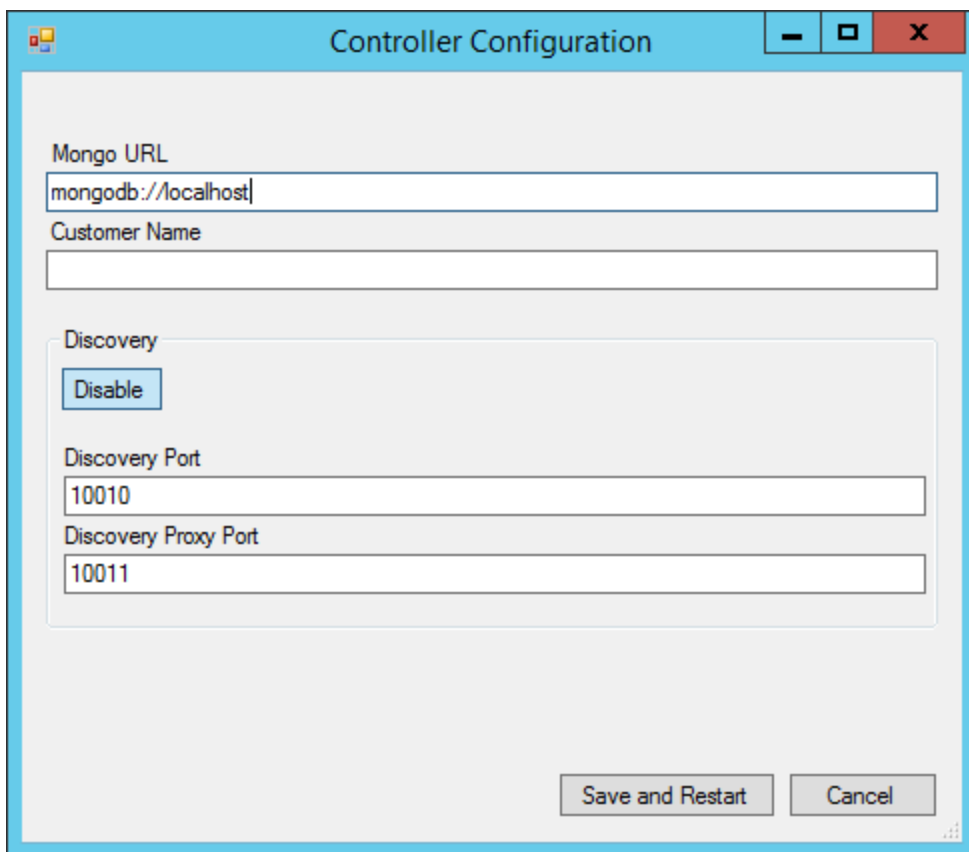 Controller Configuration
Mongo URL
mongodb://localhost
Customer Name
Discovery
Disable
Discovery Port
10010
Discovery Proxy Port
10011
Save and Restart Cancel